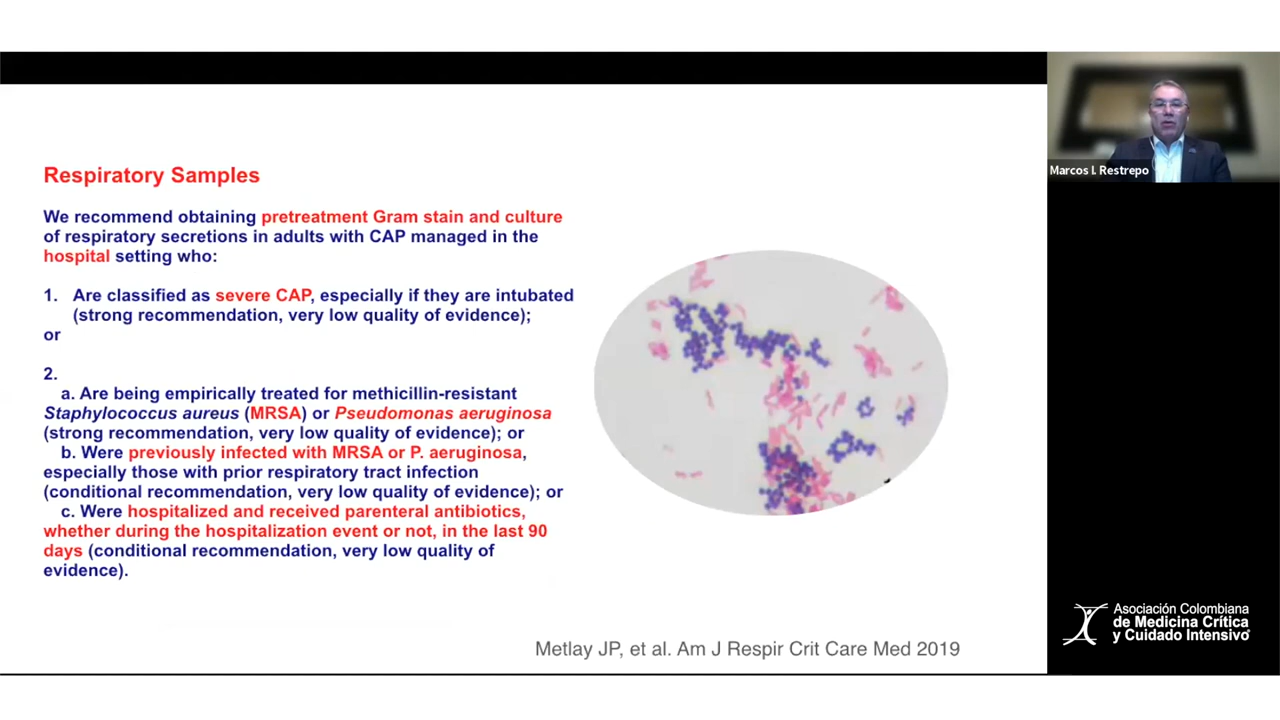 Respiratory Samples
We recommend obtaining pretreatment Gram stain and culture
of respiratory secretions in adults with CAP managed in the
hospital setting who:
1. Are classified as severe CAP, especially if they are intubated
(strong recommendation, very low quality of evidence);
or
2.
a. Are being empirically treated for methicillin-resistant
Staphylococcus aureus (MRSA) or Pseudomonas aeruginosa
(strong recommendation, very low quality of evidence); or
b. Were previously infected with MRSA or P. aeruginosa,
especially those with prior respiratory tract infection
(conditional recommendation, very low quality of evidence); or
c. Were hospitalized and received parenteral antibiotics,
whether during the hospitalization event or not, in the last 90
days (conditional recommendation, very low quality of
evidence).
Metlay JP, et al. Am J Respir Crit Care Med 2019
Marcos I. Restrepo
Asociación Colombiana
de Medicina Crítica
y Cuidado Intensivo